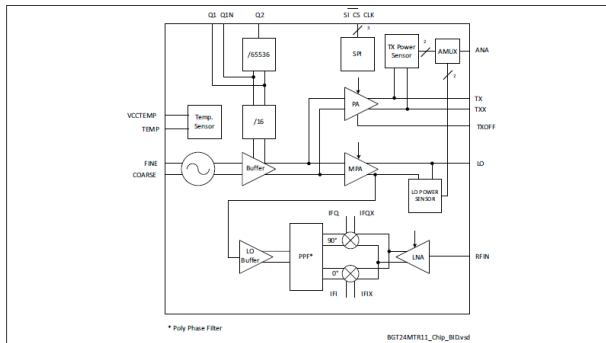 Q1 Q1N Q2 SI CS CLK
3
/65536
SPI
TX Power
Sensor
2
AMUX
ANA
2
VCCTEMP
TEMP
Temp.
Sensor
/16
PA
TX
TXX
TXOFF
FINE
COARSE
Buffer
MPA
LO
LO POWER
SENSOR
IFQ IFQX
LO
Buffer
PPF*
90°
0°
LNA
RFIN
IFI IFIX
* Poly Phase Filter
BGT24MTR11_Chip_BID.vsd